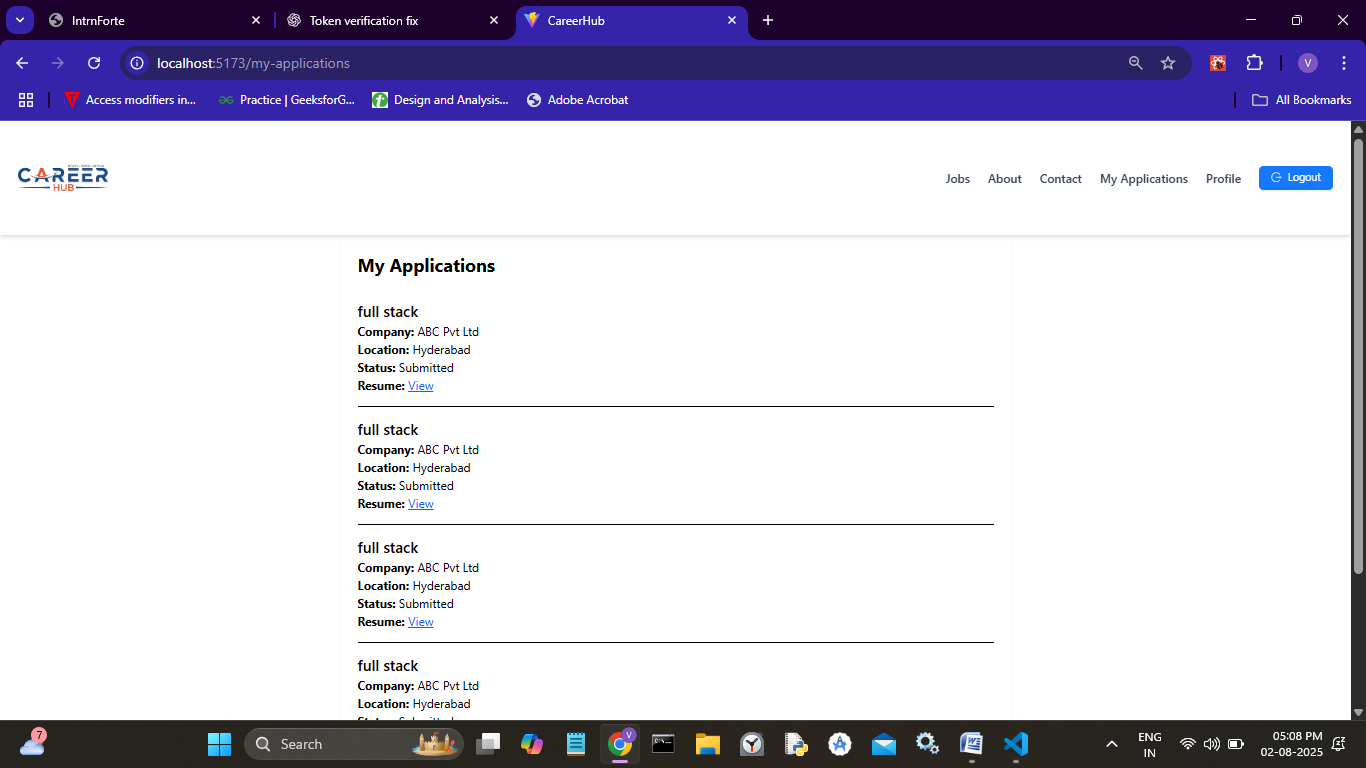 IntrnForte
Token verification fix
CareerHub
localhost:5173/my-applications
V
Access modifiers in...
Practice | GeeksforG...
Design and Analysis...
Adobe Acrobat
All Bookmarks
CAREER
HUB
Jobs
About
Contact
My Applications
Profile
Logout
My Applications
full stack
Company: ABC Pvt Ltd
Location: Hyderabad
Status: Submitted
Resume: View
full stack
Company: ABC Pvt Ltd
Location: Hyderabad
Status: Submitted
Resume: View
full stack
Company: ABC Pvt Ltd
Location: Hyderabad
Status: Submitted
Resume: View
full stack
Company: ABC Pvt Ltd
Location: Hyderabad
7
Search
V
ENG
IN
05:08 PM
02-08-2025